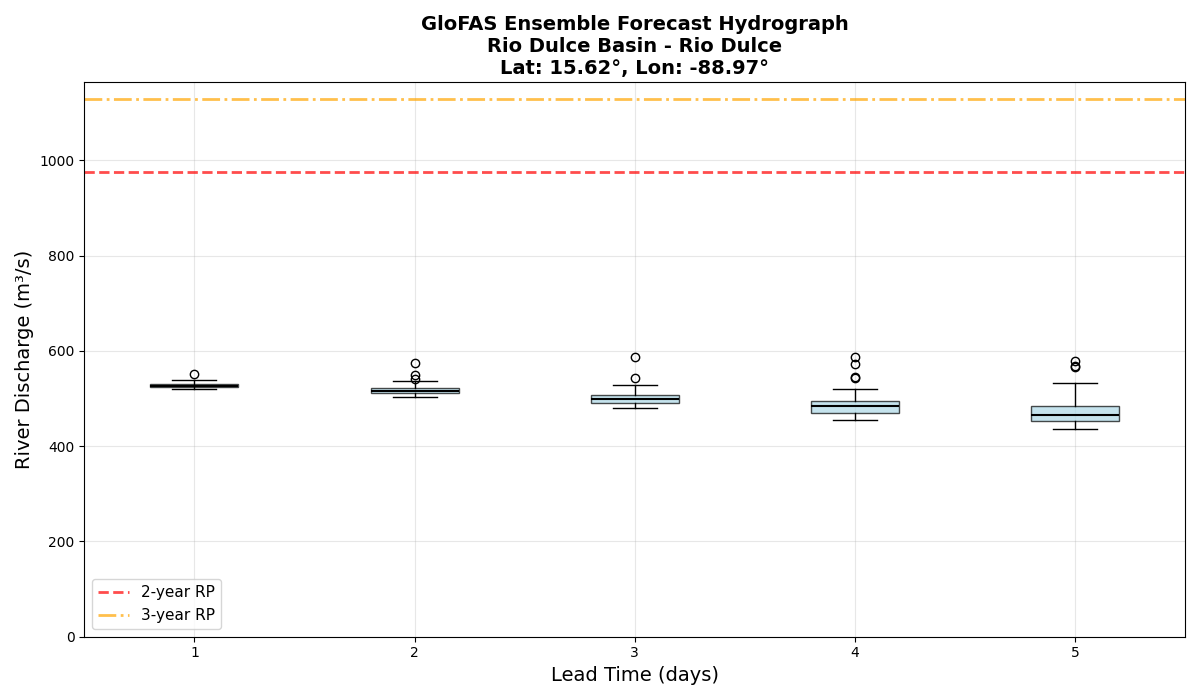 GloFAS Ensemble Forecast Hydrograph
Rio Dulce Basin - Rio Dulce
Lat: 15.62°, Lon: -88.97°
River Discharge (m³/s)
1000
800
600
400
200
0
2-year RP
3-year RP
1 2 3 4 5
Lead Time (days)